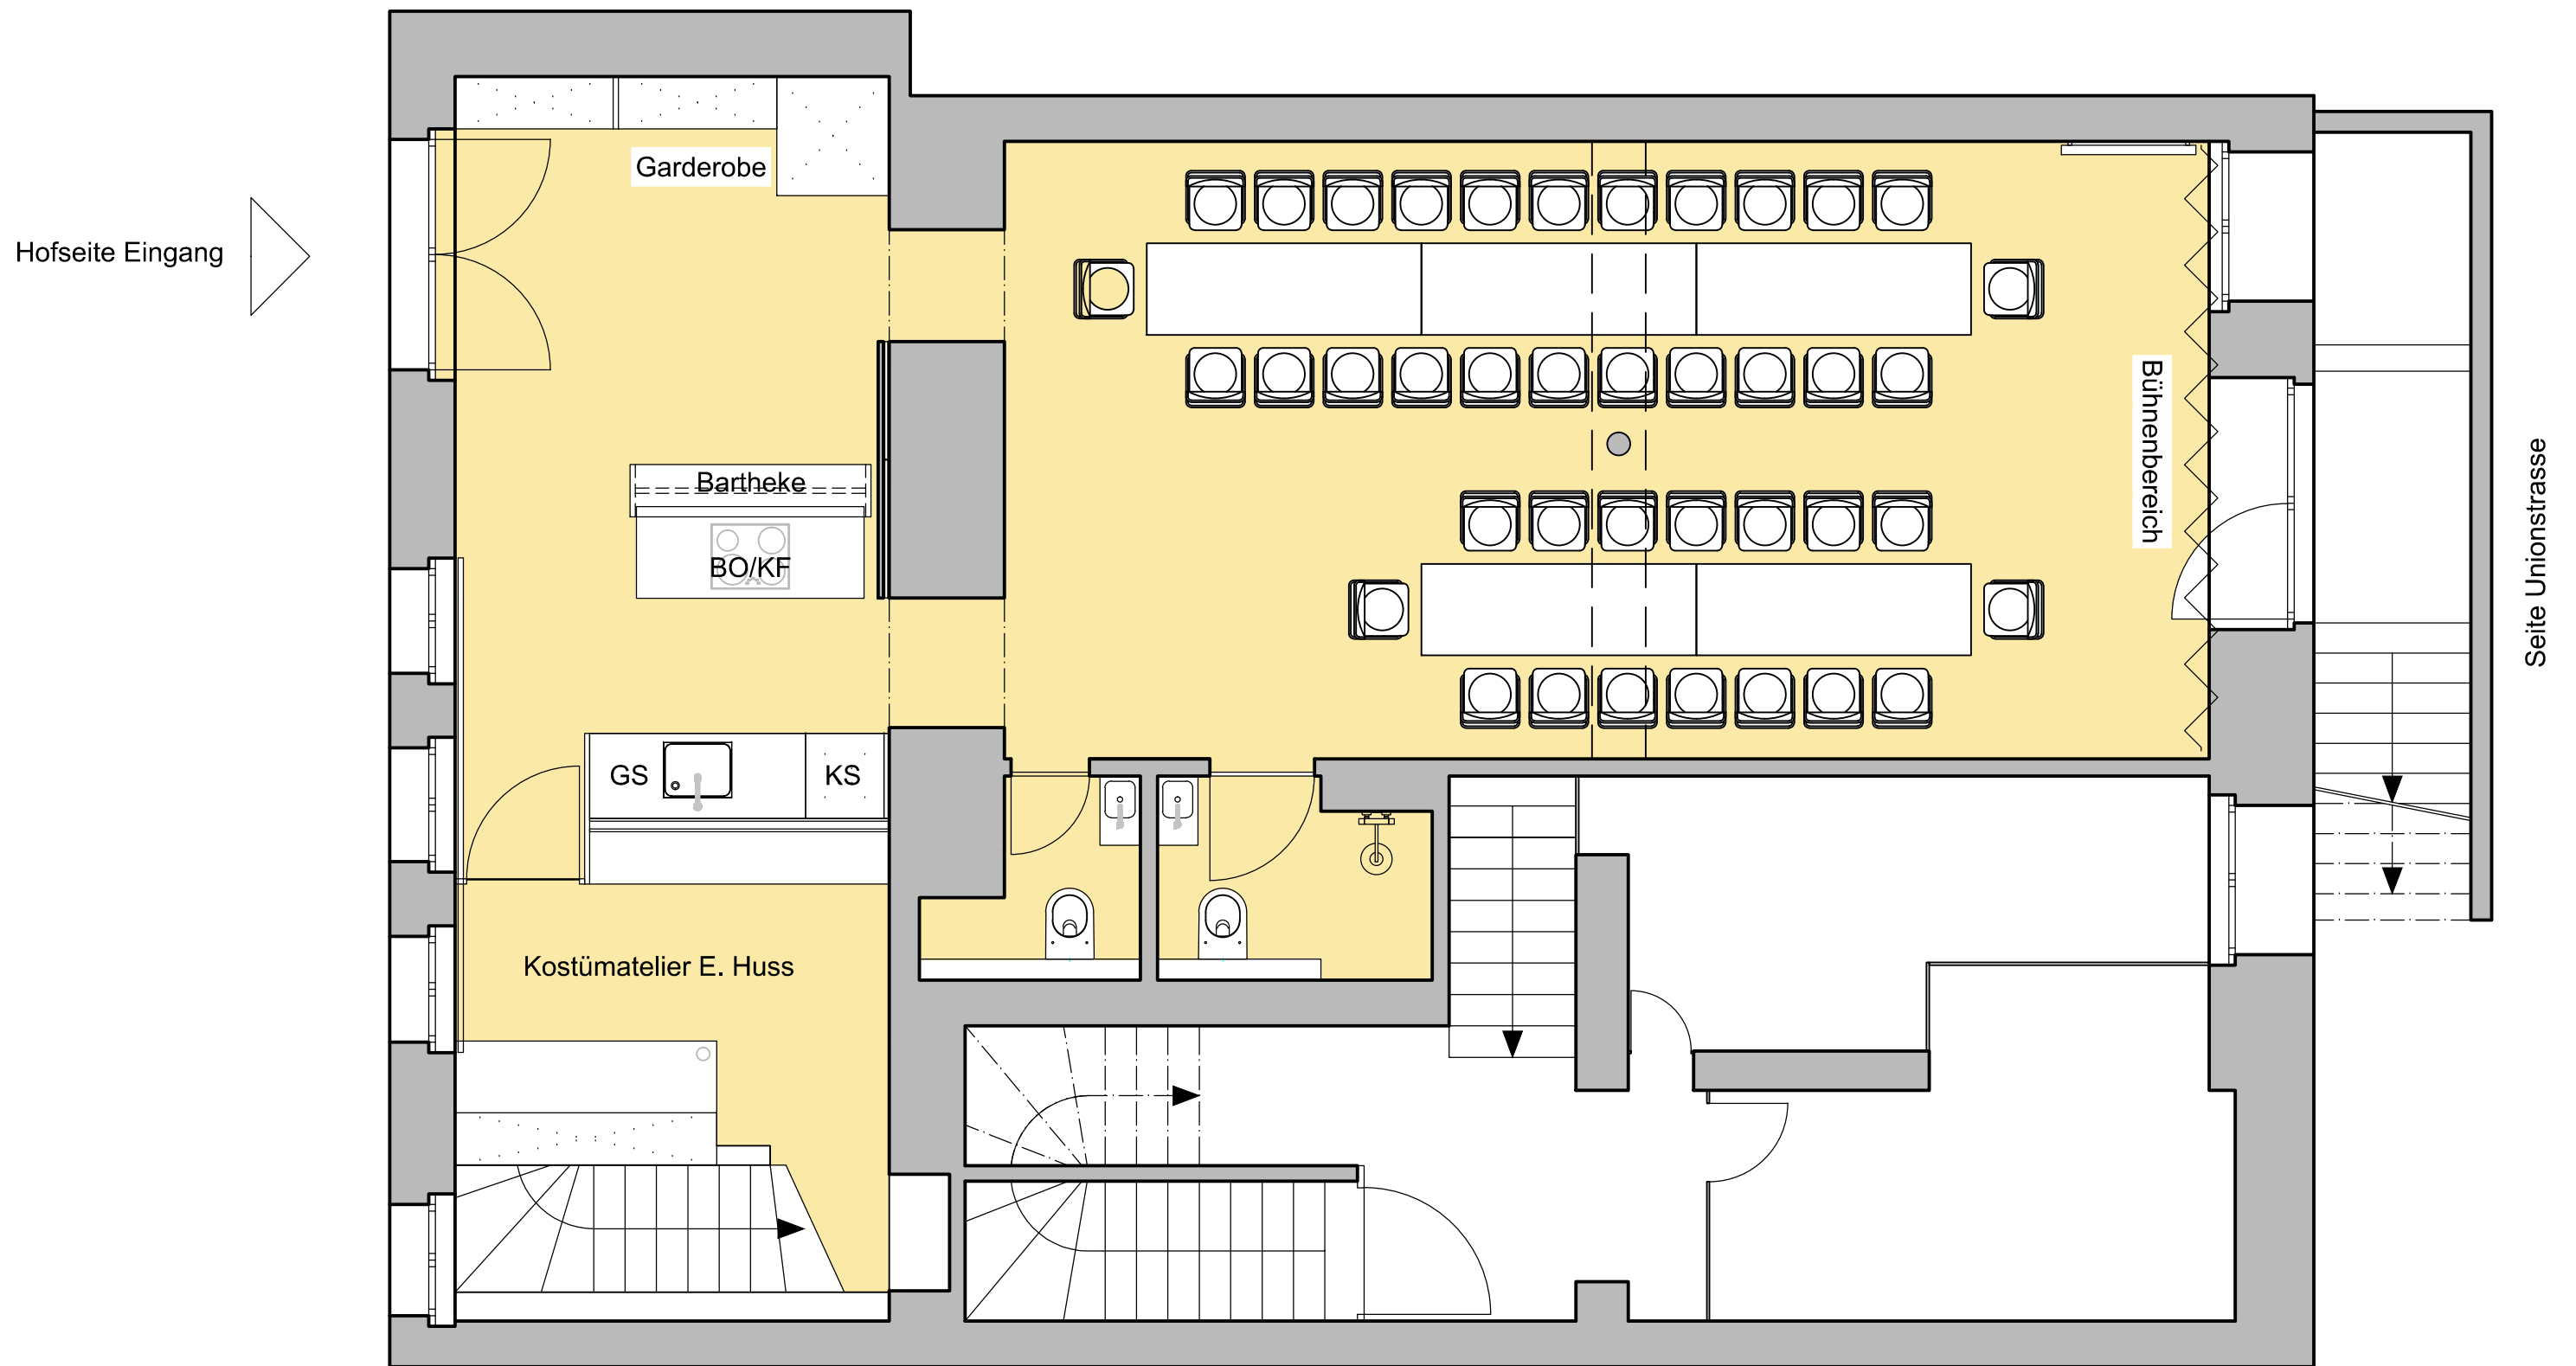 Garderobe
Hofseite Eingang
Bühnenbereich
Seite Unionstrasse
Bartheke
BO/KF
GS
KS
Kostümatelier E. Huss